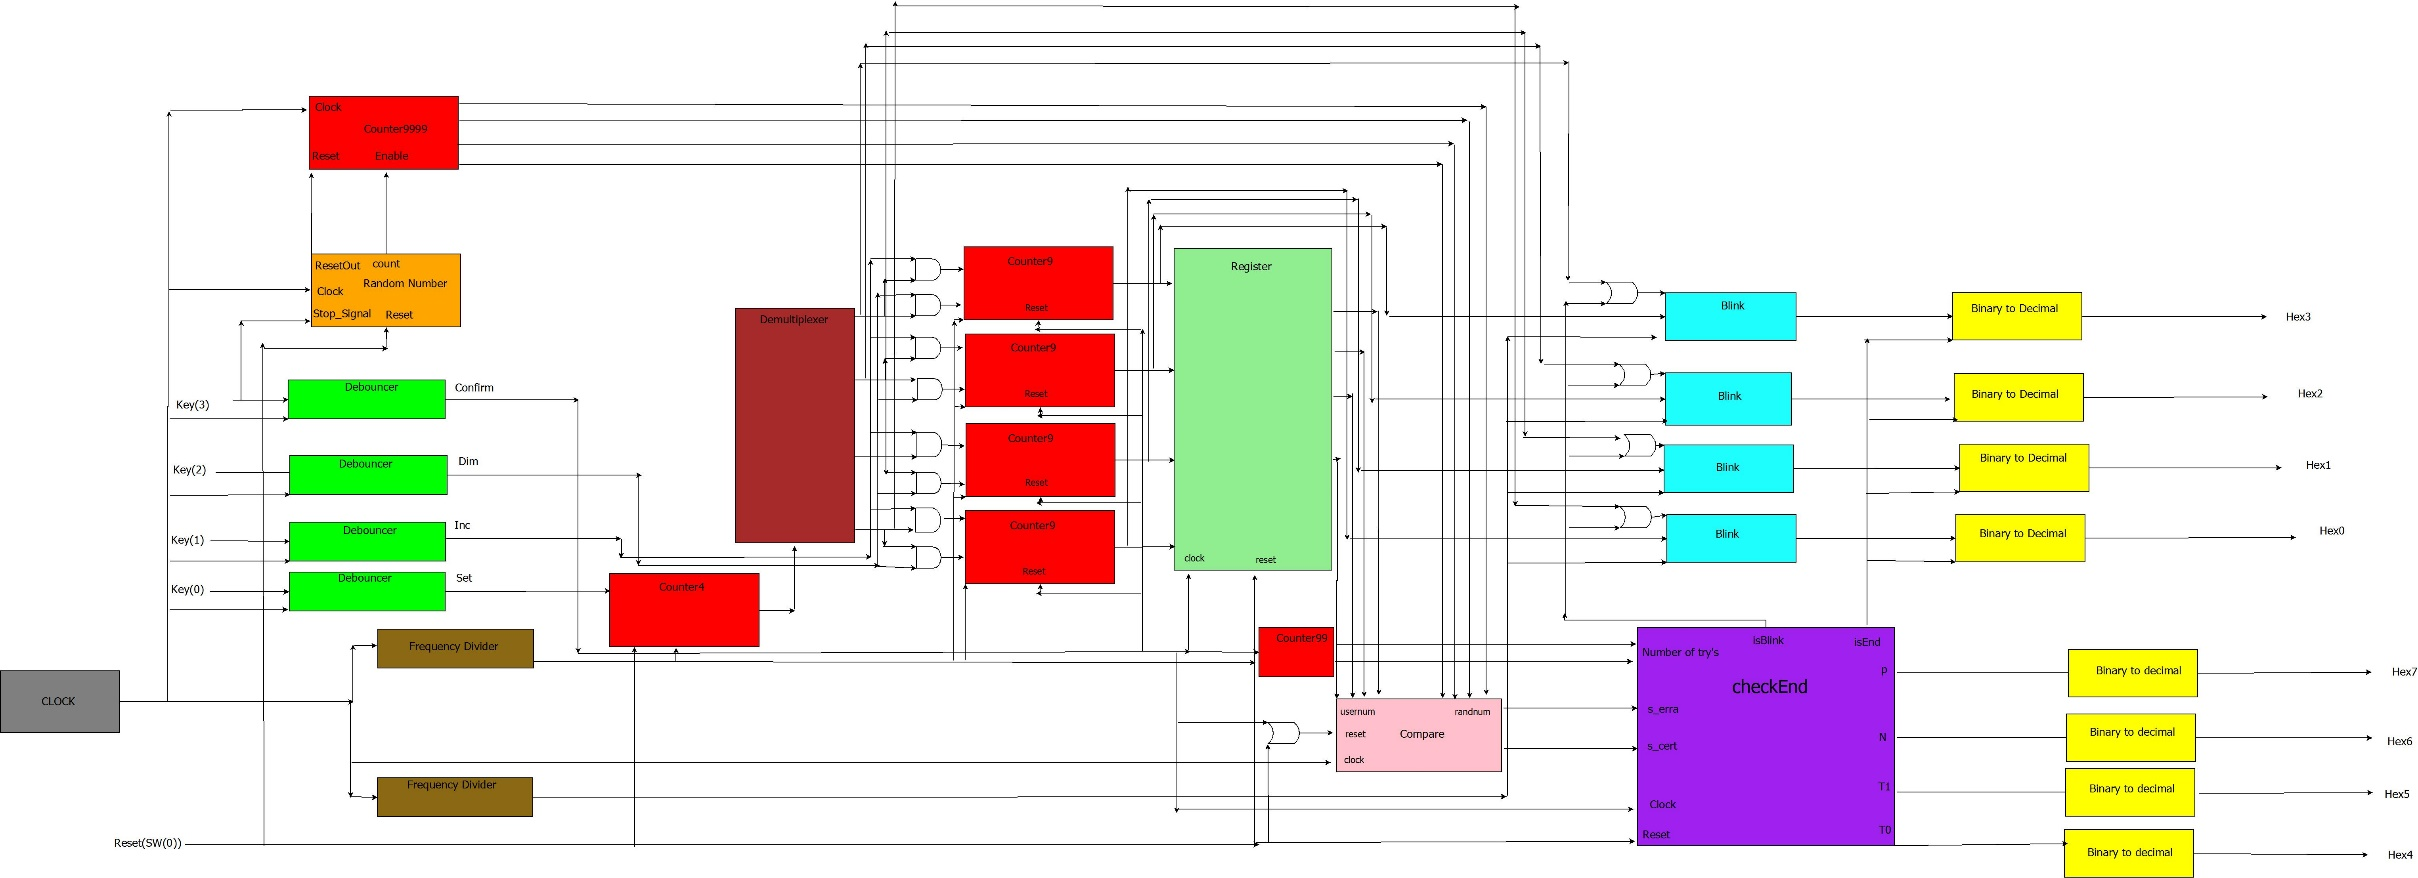 Clock
Counter9999
Reset
Enable
ResetOut
count
Random Number
Clock
Stop_Signal
Reset
Key(3)
Debouncer
Confirm
Key(2)
Debouncer
Dim
Key(1)
Debouncer
Inc
Key(0)
Debouncer
Set
Counter4
Frequency Divider
CLOCK
Frequency Divider
Reset(SW(0))
Demultiplexer
Counter9
Reset
Counter9
Reset
Counter9
Reset
Counter9
Reset
Register
clock
reset
Counter99
usernum
randnum
reset
Compare
clock
Blink
Binary to Decimal
Hex3
Blink
Binary to Decimal
Hex2
Blink
Binary to Decimal
Hex1
Blink
Binary to Decimal
Hex0
isBlink
isEnd
Number of try's
P
checkEnd
s_erra
N
s_cert
T1
Clock
T0
Reset
Binary to decimal
Hex7
Binary to decimal
Hex6
Binary to decimal
Hex5
Binary to decimal
Hex4